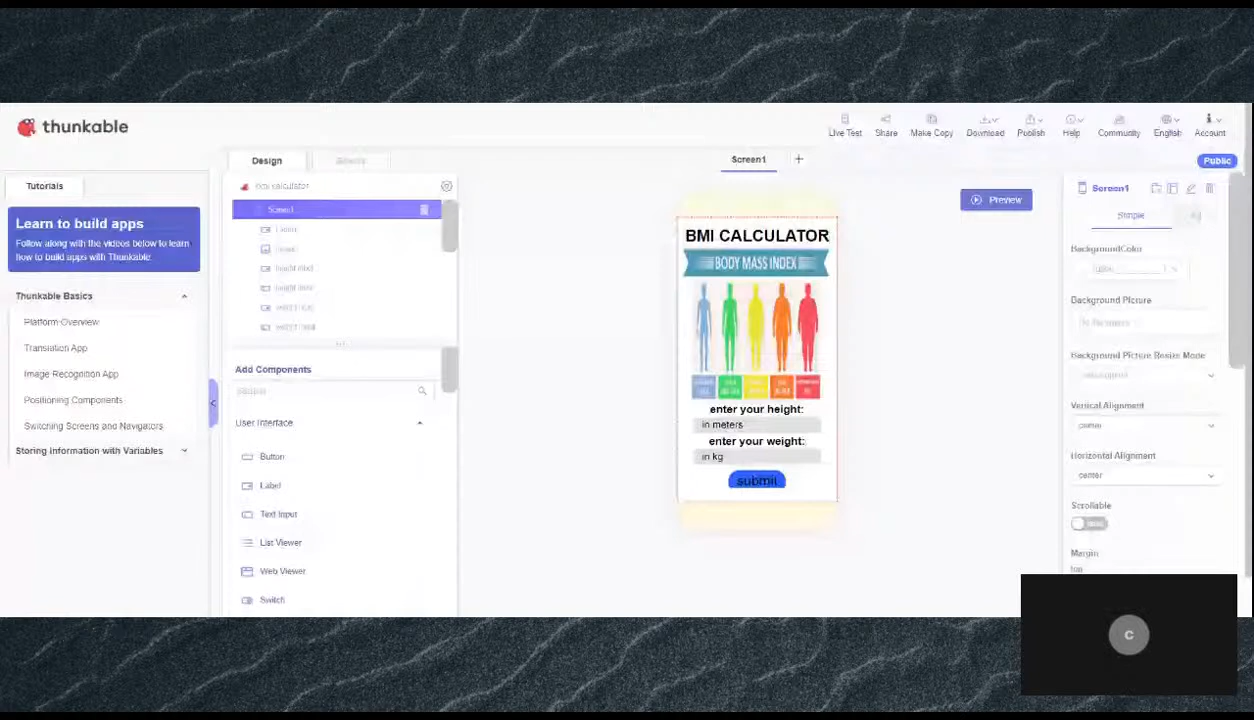 thunkable
Live Test
Share
Make Copy
Download
Publish
Help
Community
English
Account
Design
Screen1
+
Public
Tutorials
Learn to build apps
Follow along with the videos below to learn
how to build apps with Thunkable.
Thunkable Basics
Platform Overview
Translation App
Image Recognition App
Positioning Components
Switching Screens and Navigators
Storing Information with Variables
calculator
Screen1
Add Components
User Interface
Button
Label
Text Input
List Viewer
Web Viewer
Switch
Preview
BMI CALCULATOR
BODY MASS INDEX
enter your height:
in meters
enter your weight:
in kg
submit
Screen1
Simple
BackgroundColor
Background Picture
Background Picture Resize Mode
Vertical Alignment
center
Horizontal Alignment
center
Scrollable
Margin
top
C